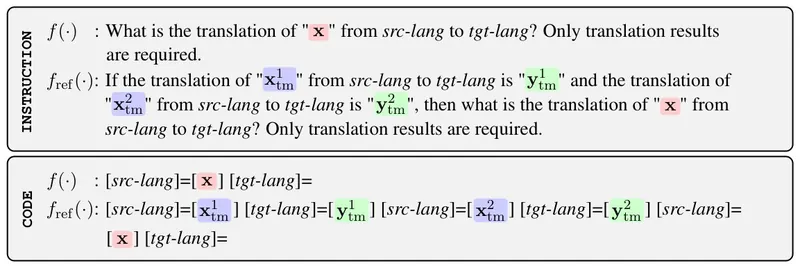 INSTRUCTION
f(·) : What is the translation of "x" from src-lang to tgt-lang? Only translation results
are required.
f_ref(·): If the translation of "x_tm^1" from src-lang to tgt-lang is "y_tm^1" and the translation of
"x_tm^2" from src-lang to tgt-lang is "y_tm^2", then what is the translation of "x" from
src-lang to tgt-lang? Only translation results are required.
CODE
f(·) : [src-lang]=[x] [tgt-lang]=
f_ref(·): [src-lang]=[x_tm^1] [tgt-lang]=[y_tm^1] [src-lang]=[x_tm^2] [tgt-lang]=[y_tm^2] [src-lang]=
[x] [tgt-lang]=